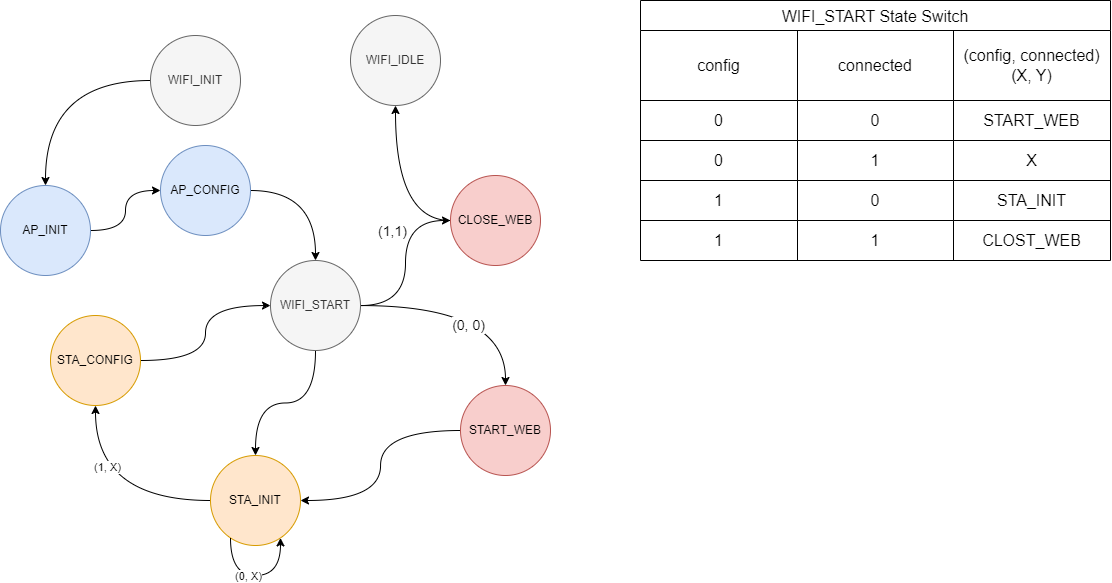 WIFI_INIT
WIFI_IDLE
AP_CONFIG
AP_INIT
CLOSE_WEB
(1,1)
WIFI_START
(0, 0)
STA_CONFIG
START_WEB
(1, X)
STA_INIT
(0, X)
WIFI_START State Switch
config connected (config, connected)
(X, Y)
0 0 START_WEB
0 1 X
1 0 STA_INIT
1 1 CLOST_WEB